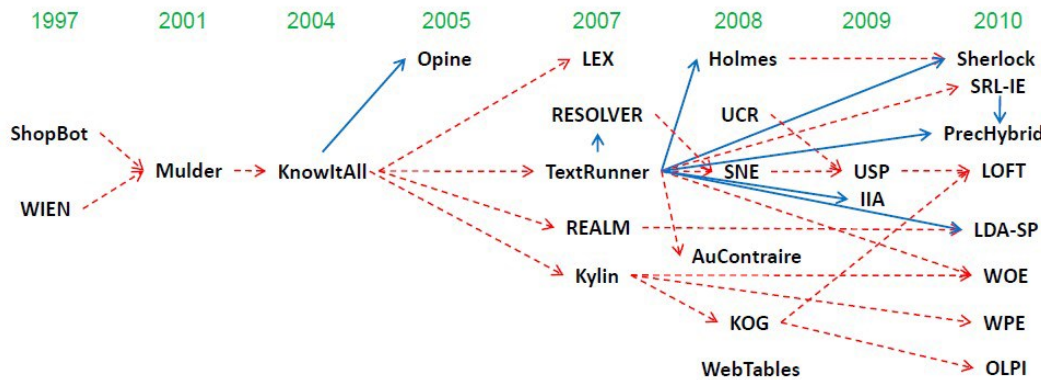 1997 2001 2004 2005 2007 2008 2009 2010
Opine LEX Holmes Sherlock
SRL-IE
RESOLVER UCR
ShopBot PrecHybrid
Mulder KnowItAll TextRunner SNE USP LOFT
IIA
WIEN
REALM LDA-SP
AuContraire
Kylin WOE
KOG WPE
WebTables OLPI